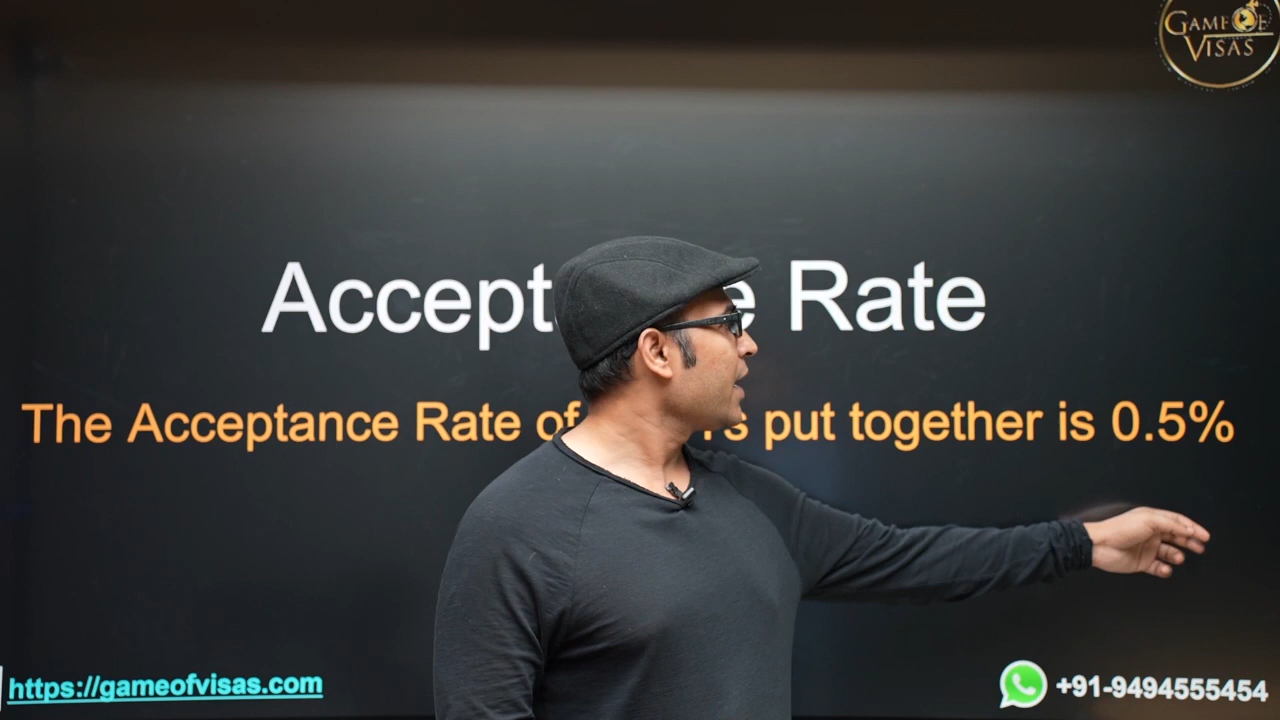 GAME OF
VISAS
Accept e Rate
The Acceptance Rate of put together is 0.5%
https://gameofvisas.com
+91-9494555454